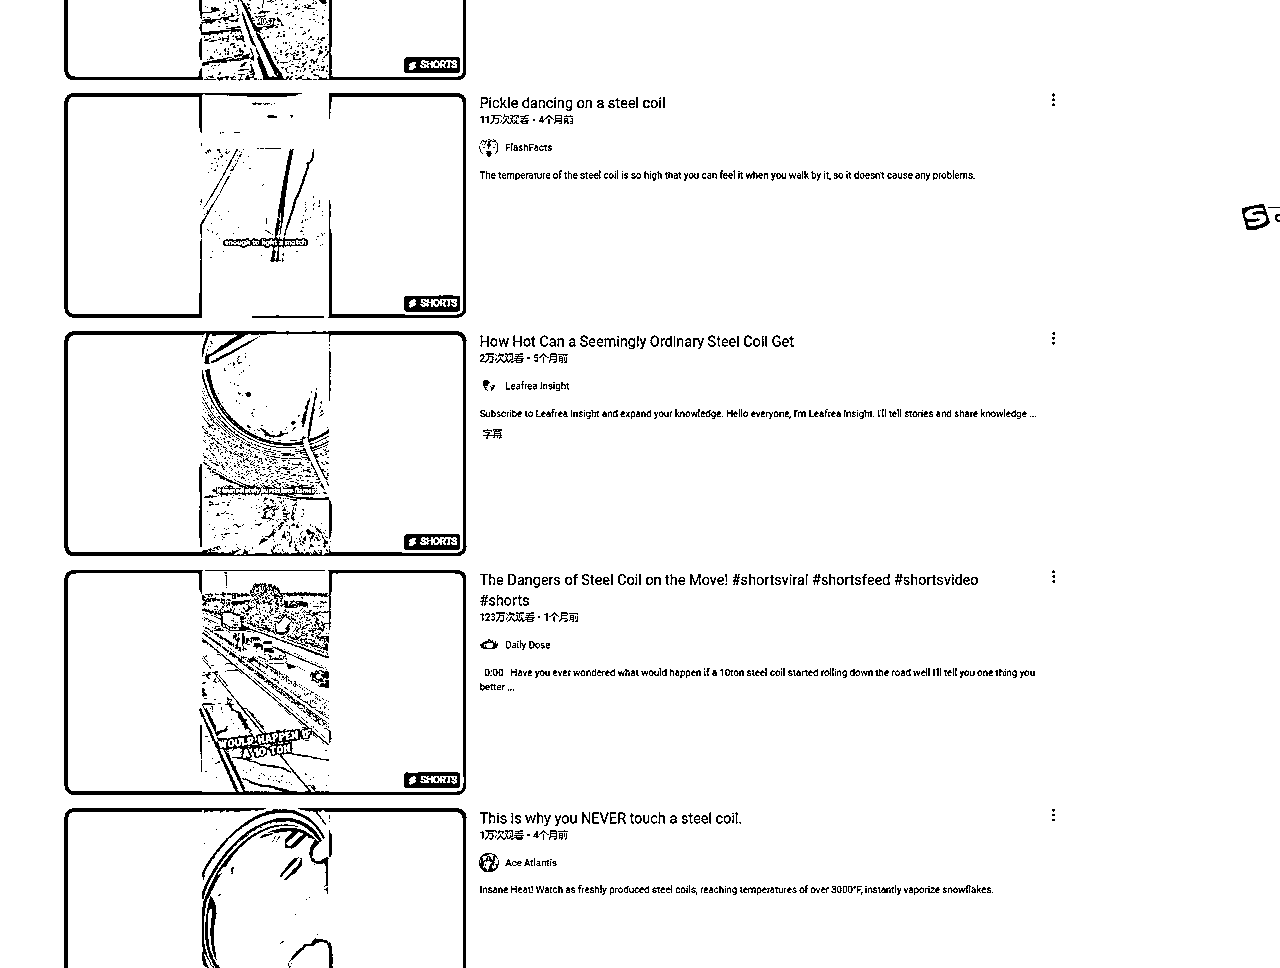 SHORTS
Pickle dancing on a steel coil
11万次观看 • 4个月前
FlashFacts
The temperature of the steel coil is so high that you can feel it when you walk by it, so it doesn't cause any problems.
enough to light a match
SHORTS
How Hot Can a Seemingly Ordinary Steel Coil Get
2万次观看 • 5个月前
Leafrea Insight
Subscribe to Leafrea Insight and expand your knowledge. Hello everyone, I'm Leafrea Insight. I'll tell stories and share knowledge ...
字幕
SHORTS
The Dangers of Steel Coil on the Move! #shortsviral #shortsfeed #shortsvideo
#shorts
123万次观看 • 1个月前
Daily Dose
0:00 Have you ever wondered what would happen if a 10ton steel coil started rolling down the road well I'll tell you one thing you
better ...
WOULD HAPPEN IF
A 10 TON
SHORTS
This is why you NEVER touch a steel coil.
1万次观看 • 4个月前
Ace Atlantis
Insane Heat! Watch as freshly produced steel coils, reaching temperatures of over 3000°F, instantly vaporize snowflakes.